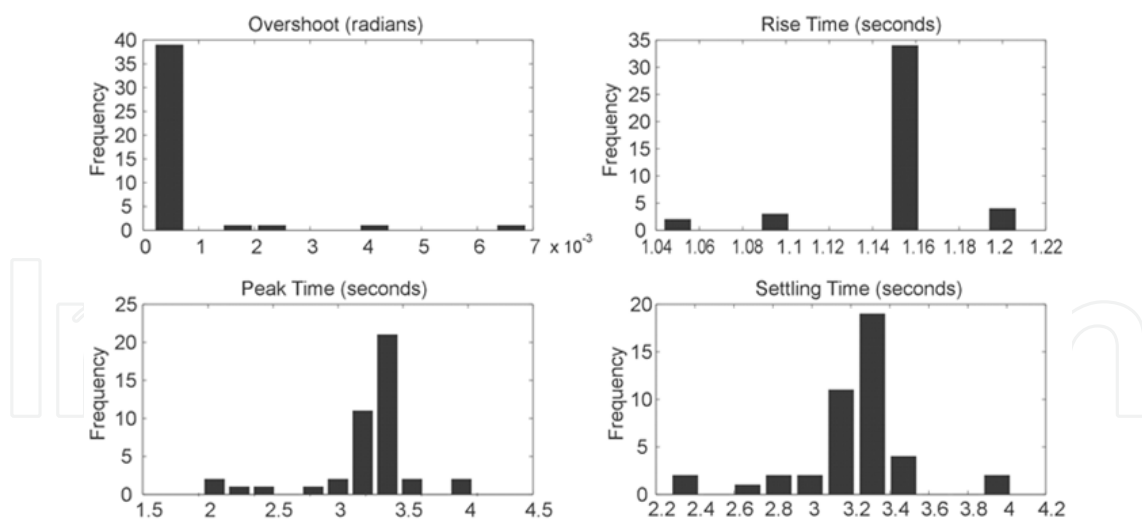 Overshoot (radians)
Frequency
40
35
30
25
20
15
10
5
0
0 1 2 3 4 5 6 7 x 10⁻³
Rise Time (seconds)
Frequency
35
30
25
20
15
10
5
0
1.04 1.06 1.08 1.1 1.12 1.14 1.16 1.18 1.2 1.22
Peak Time (seconds)
Frequency
25
20
15
10
5
0
1.5 2 2.5 3 3.5 4 4.5
Settling Time (seconds)
Frequency
20
15
10
5
0
2.2 2.4 2.6 2.8 3 3.2 3.4 3.6 3.8 4 4.2